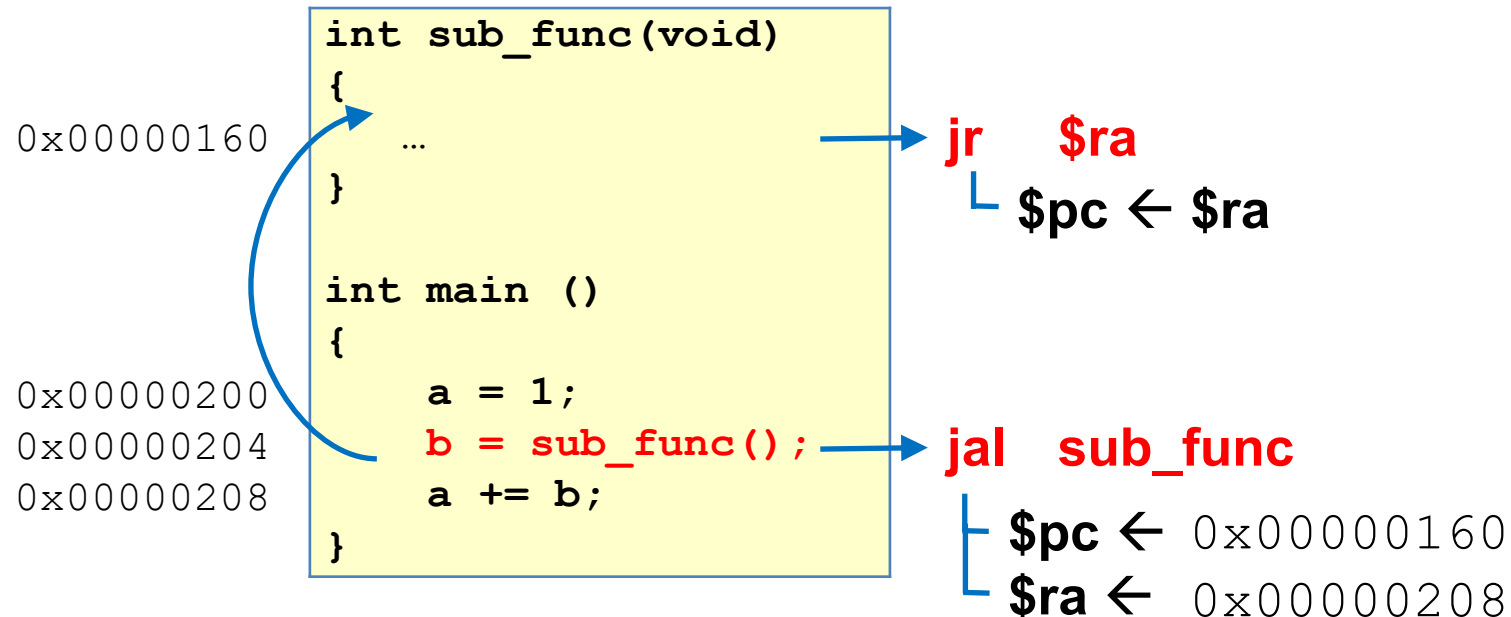 int sub_func(void)
{
0x00000160 … jr $ra
}
$pc ← $ra
int main ()
{
0x00000200 a = 1;
0x00000204 b = sub_func(); jal sub_func
0x00000208 a += b;
$pc ← 0x00000160
}
$ra ← 0x00000208